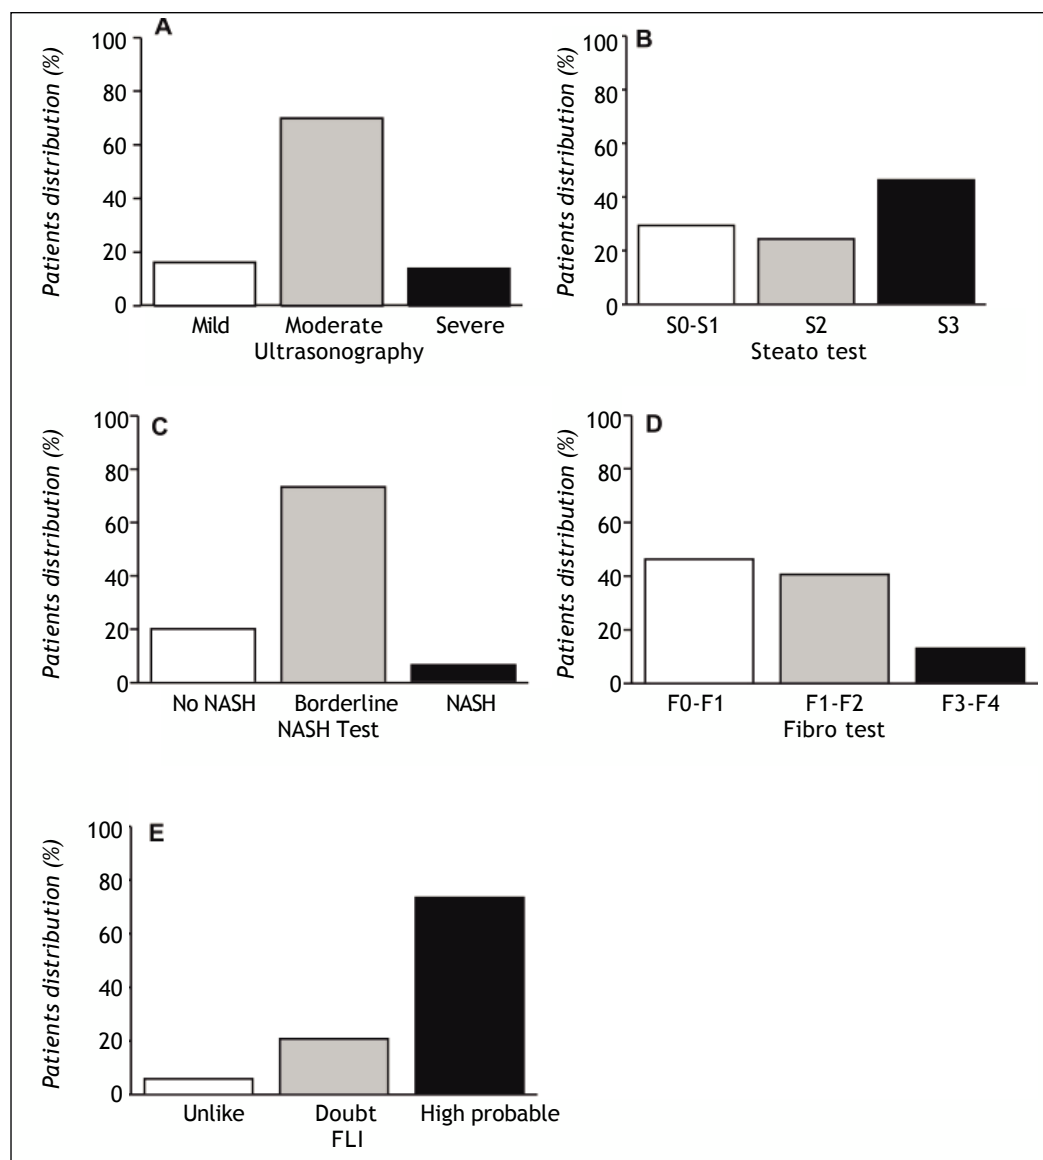 A
Patients distribution (%)
100
80
60
40
20
0
Mild Moderate Severe
Ultrasonography
B
Patients distribution (%)
100
80
60
40
20
0
S0-S1 S2 S3
Steato test
C
Patients distribution (%)
100
80
60
40
20
0
No NASH Borderline NASH
NASH Test
D
Patients distribution (%)
100
80
60
40
20
0
F0-F1 F1-F2 F3-F4
Fibro test
E
Patients distribution (%)
100
80
60
40
20
0
Unlike Doubt High probable
FLI